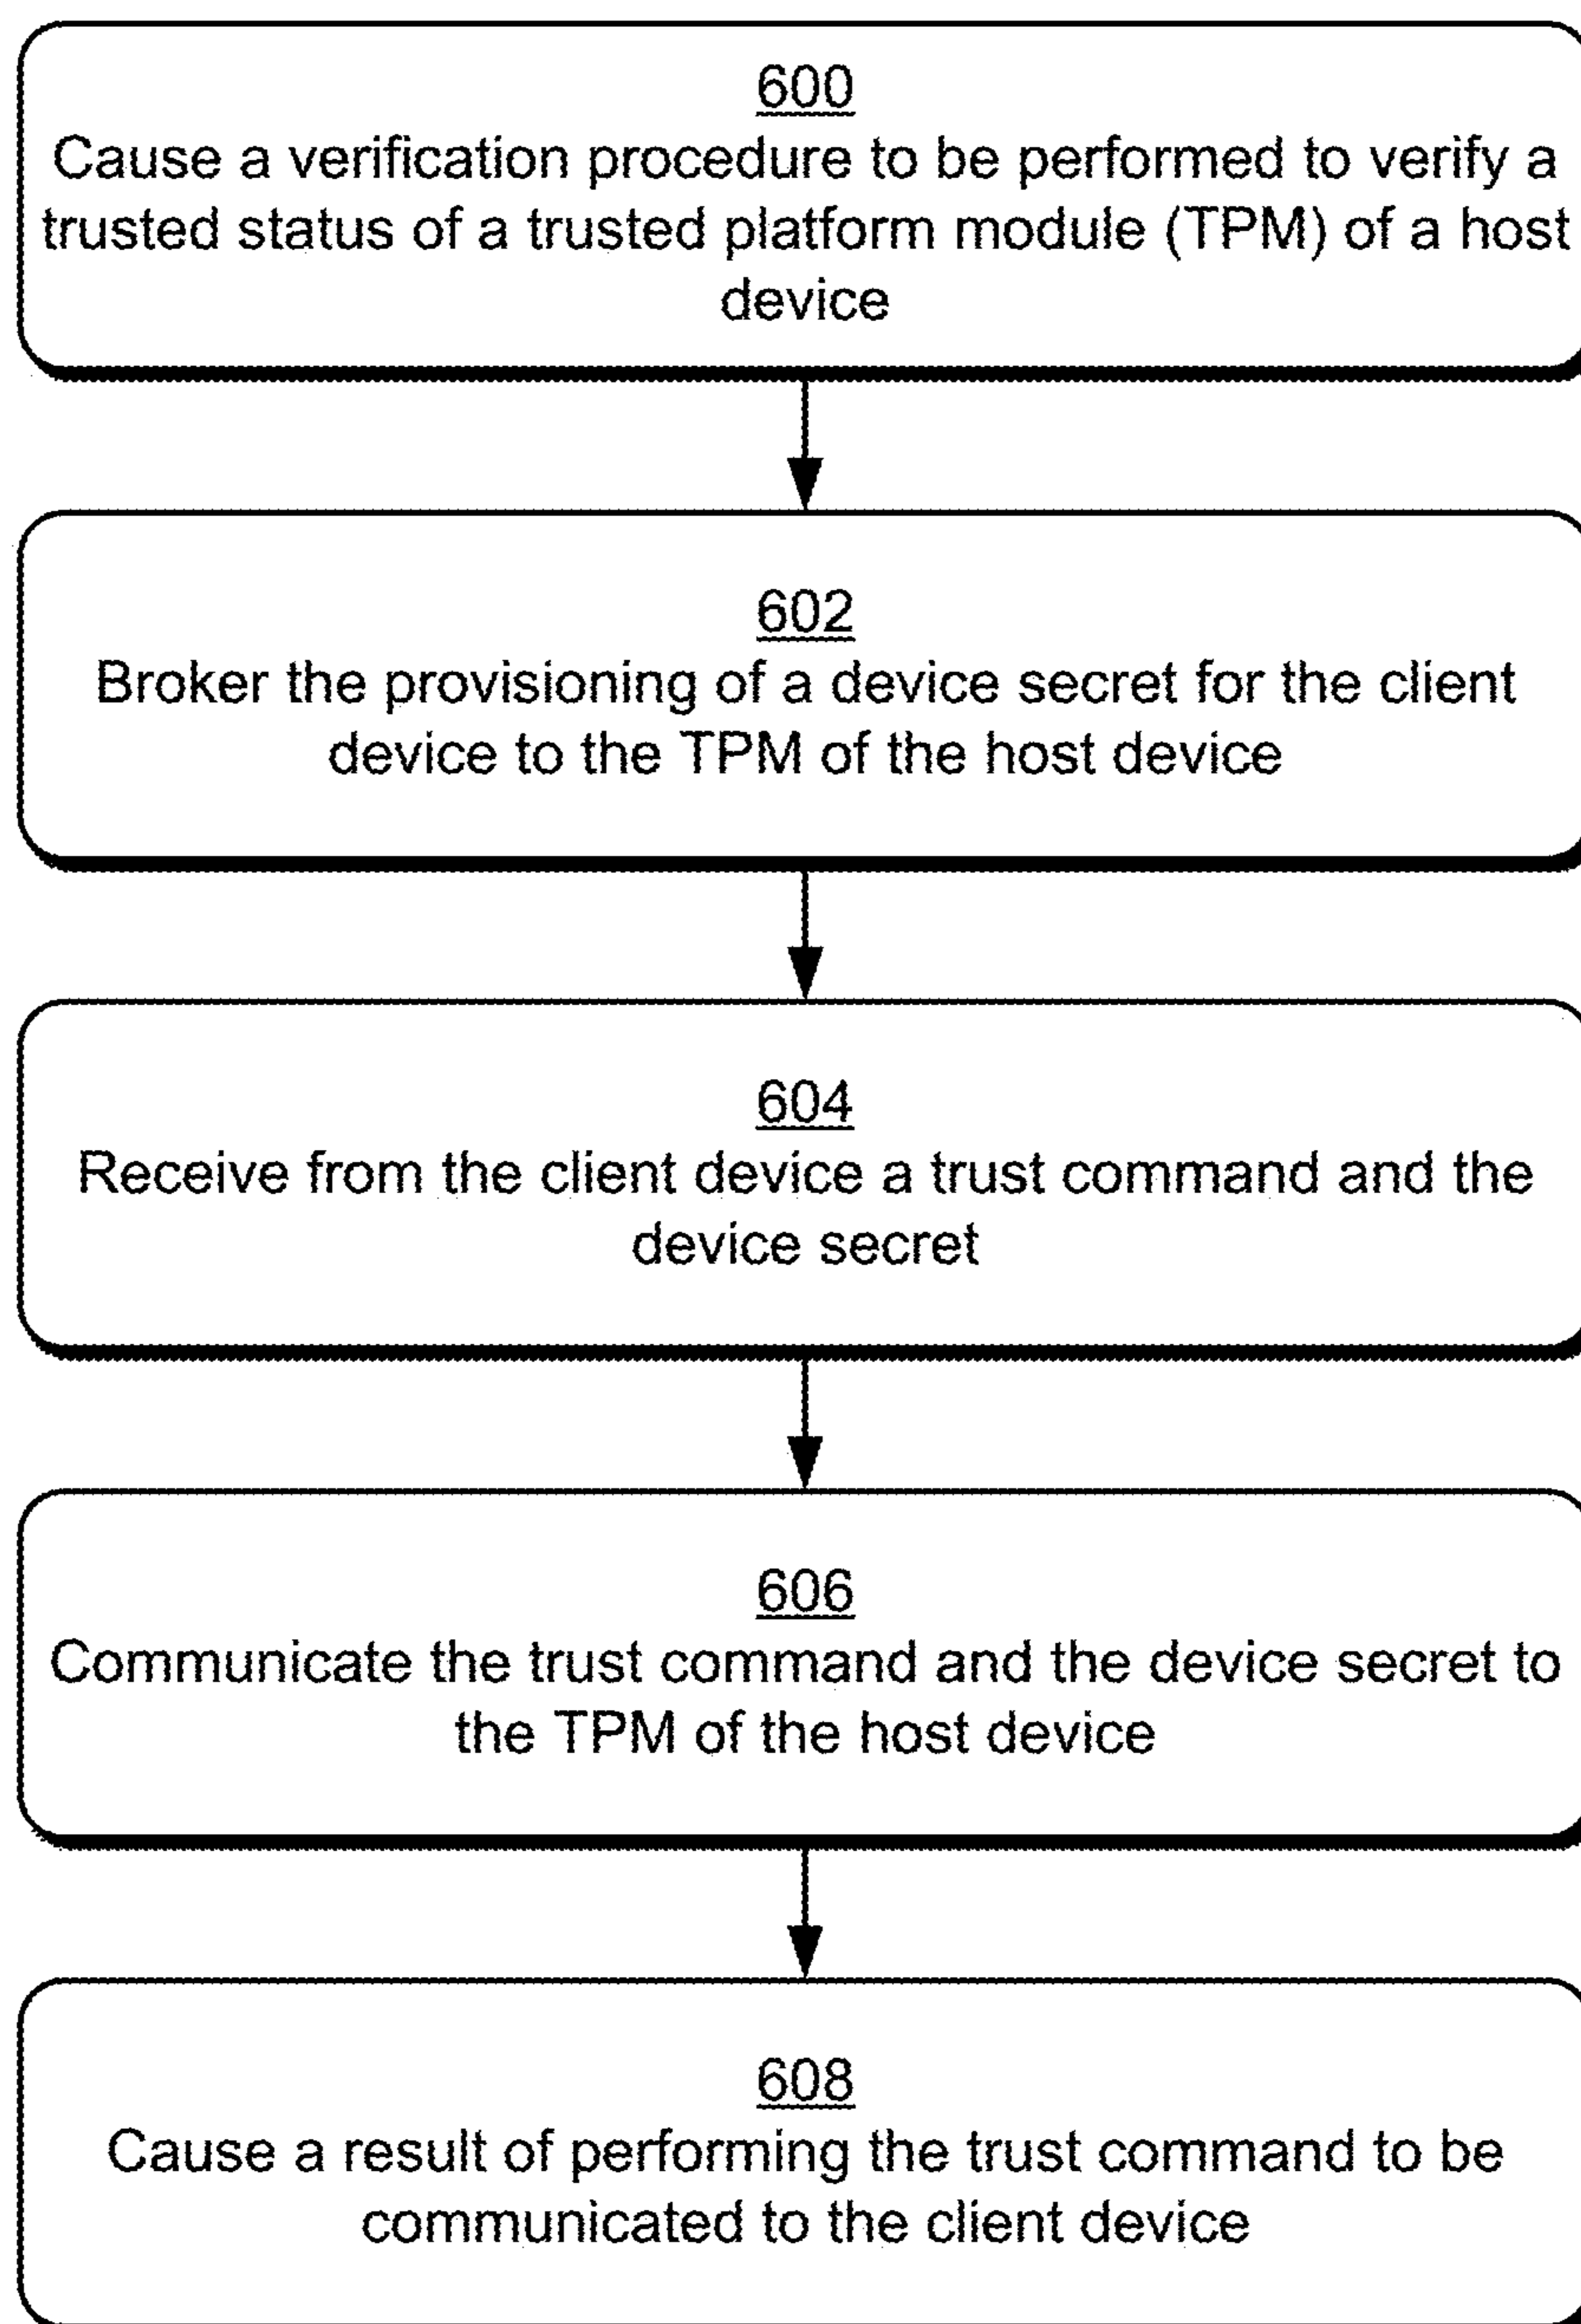 600
Cause a verification procedure to be performed to verify a
trusted status of a trusted platform module (TPM) of a host
device
602
Broker the provisioning of a device secret for the client
device to the TPM of the host device
604
Receive from the client device a trust command and the
device secret
606
Communicate the trust command and the device secret to
the TPM of the host device
608
Cause a result of performing the trust command to be
communicated to the client device